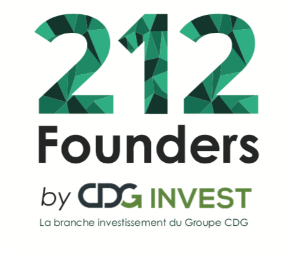 212
Founders
by CDG INVEST
La branche investissement du Groupe CDG